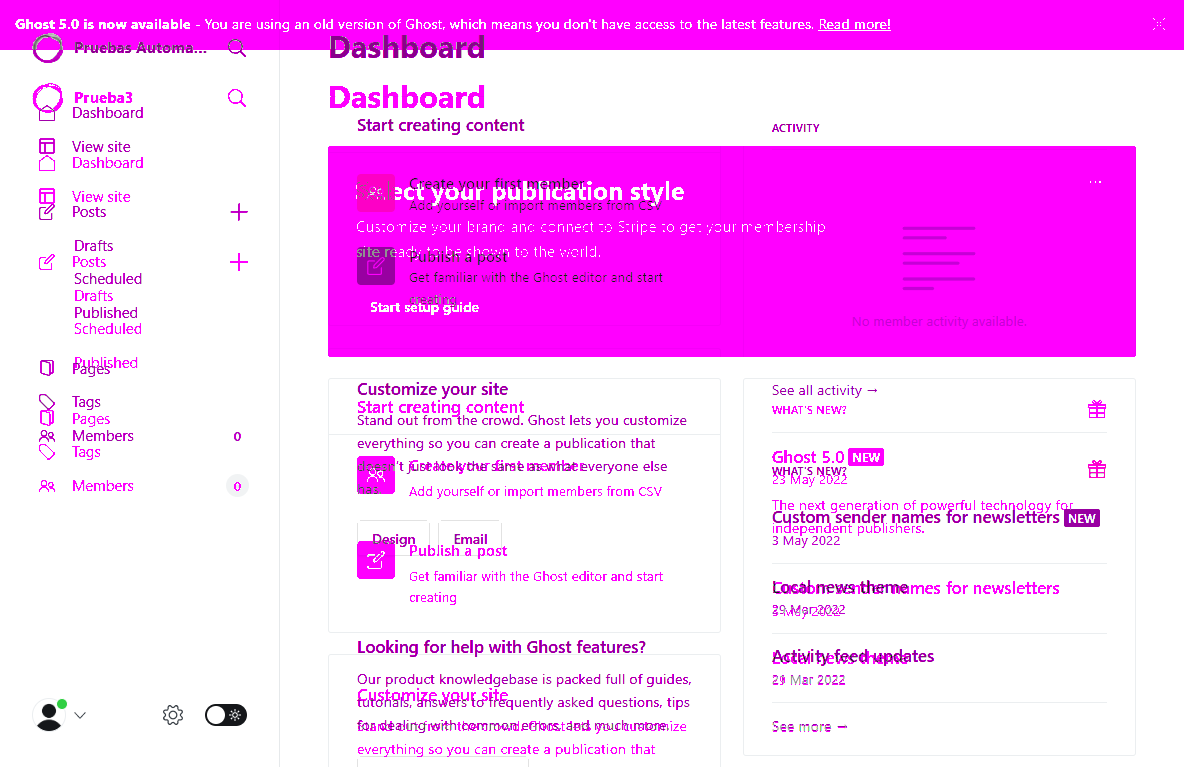 Ghost 5.0 is now available - You are using an old version of Ghost, which means you don't have access to the latest features. Read more!
Pruebas Automa...
Dashboard
Prueba3
Dashboard
Dashboard
View site
Dashboard
View site
Posts
Drafts
Posts
Scheduled
Drafts
Published
Scheduled
Published
Pages
Tags
Pages
Members 0
Tags
Members 0
Start creating content
ACTIVITY
Create your first member
ect your publication style
Add yourself or import members from CSV
Customize your brand and connect to Stripe to get your membership
site ready to be shown to the world.
Publish a post
Get familiar with the Ghost editor and start
creating
Start setup guide
No member activity available.
Customize your site
Start creating content
Stand out from the crowd. Ghost lets you customize
everything so you can create a publication that
doesn't just look the same as what everyone else
has.
Create your first member
Add yourself or import members from CSV
Design
Email
Publish a post
Get familiar with the Ghost editor and start
creating
Looking for help with Ghost features?
Our product knowledgebase is packed full of guides,
Customize your site
tutorials, answers to frequently asked questions, tips
for dealing with common errors, and much more.
Stand out from the crowd. Ghost lets you customize
everything so you can create a publication that
See all activity →
WHAT'S NEW?
Ghost 5.0 NEW
WHAT'S NEW?
23 May 2022
The next generation of powerful technology for
Custom sender names for newsletters NEW
independent publishers.
3 May 2022
Local news theme
Custom sender names for newsletters
29 Mar 2022
3 May 2022
Activity feed updates
Local news theme
See more →